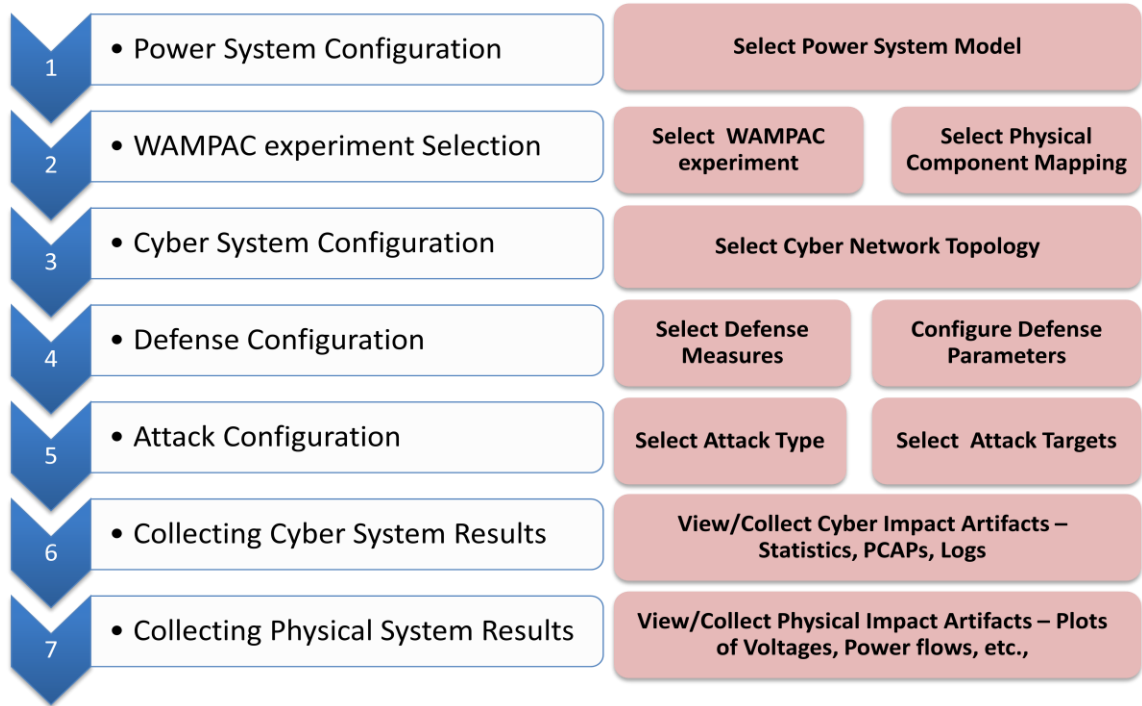 1
• Power System Configuration
Select Power System Model
2
• WAMPAC experiment Selection
Select WAMPAC
experiment
Select Physical
Component Mapping
3
• Cyber System Configuration
Select Cyber Network Topology
4
• Defense Configuration
Select Defense
Measures
Configure Defense
Parameters
5
• Attack Configuration
Select Attack Type
Select Attack Targets
6
• Collecting Cyber System Results
View/Collect Cyber Impact Artifacts –
Statistics, PCAPs, Logs
7
• Collecting Physical System Results
View/Collect Physical Impact Artifacts – Plots
of Voltages, Power flows, etc.,